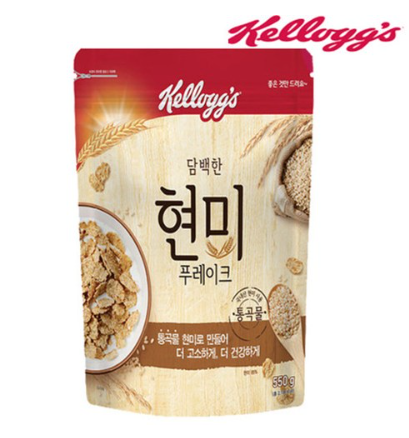 Kellogg's
좋은 것만 드려요~
Kellogg's
담백한
현미
푸레이크
통곡물
통곡물 현미로 만들어
더 고소하게, 더 건강하게
550g